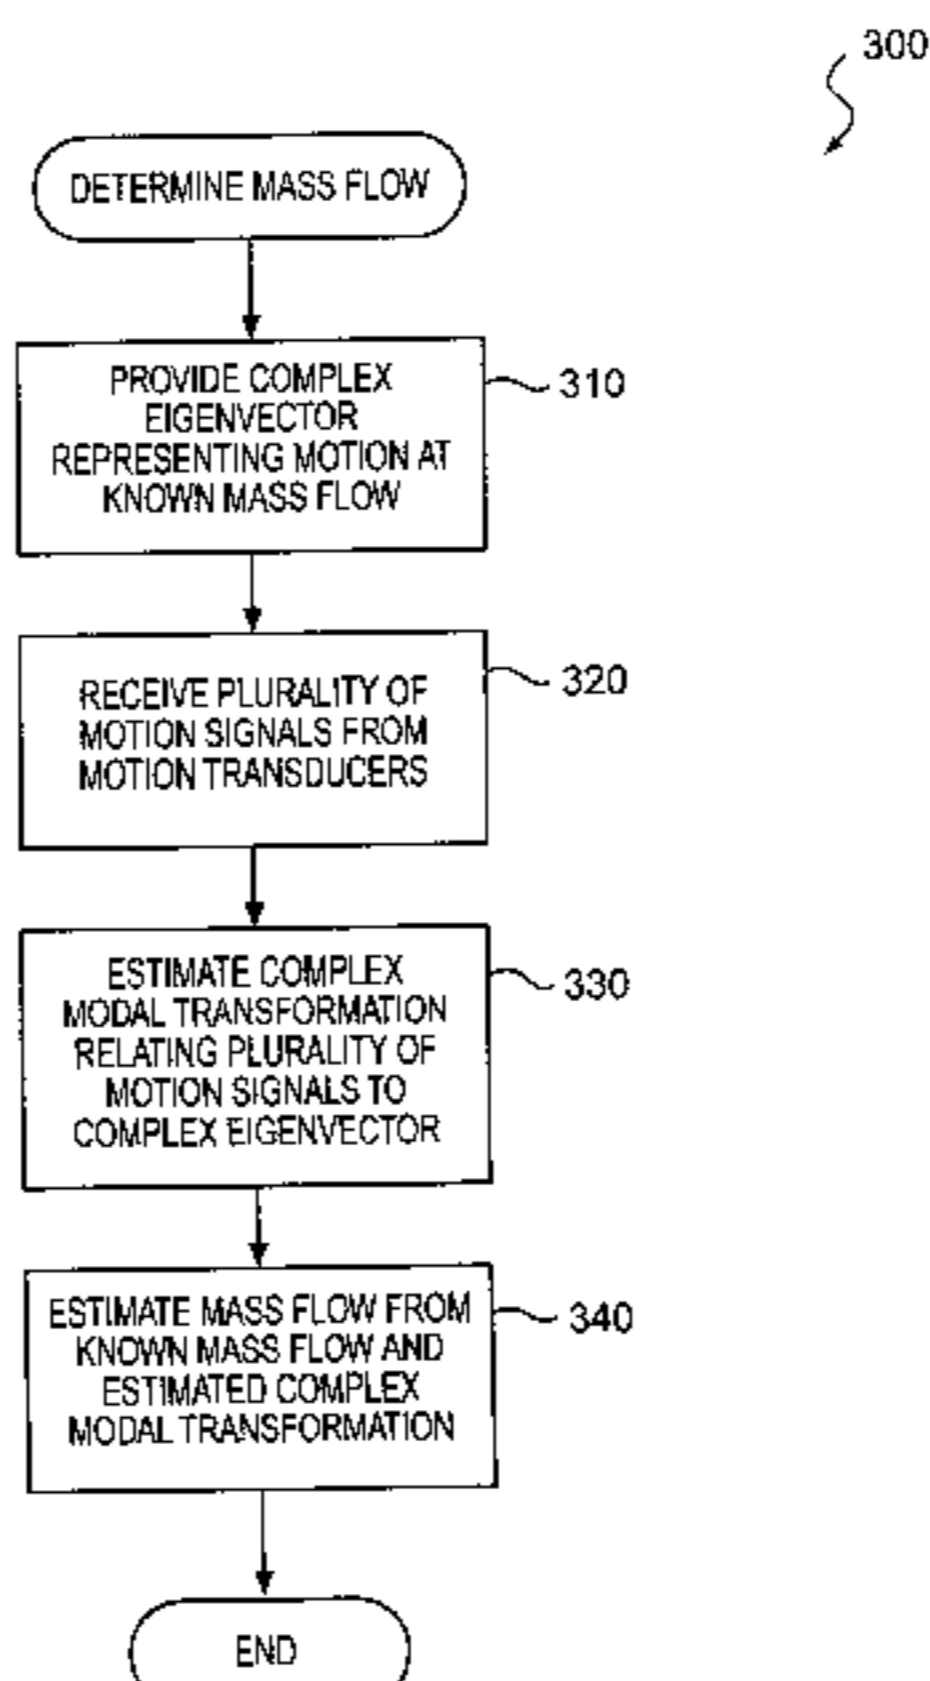 300
DETERMINE MASS FLOW
PROVIDE COMPLEX
EIGENVECTOR
REPRESENTING MOTION AT
KNOWN MASS FLOW
310
RECEIVE PLURALITY OF
MOTION SIGNALS FROM
MOTION TRANSDUCERS
320
ESTIMATE COMPLEX
MODAL TRANSFORMATION
RELATING PLURALITY OF
MOTION SIGNALS TO
COMPLEX EIGENVECTOR
330
ESTIMATE MASS FLOW FROM
KNOWN MASS FLOW AND
ESTIMATED COMPLEX
MODAL TRANSFORMATION
340
END